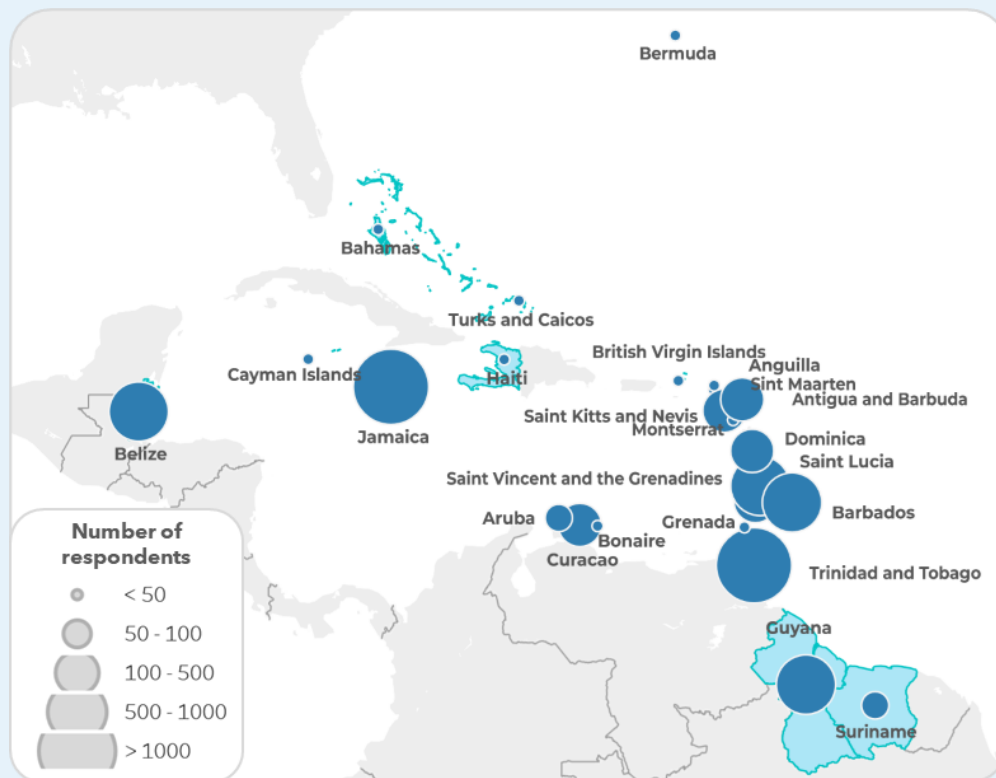 Bermuda
Bahamas
Turks and Caicos
British Virgin Islands
Anguilla
Cayman Islands
Haiti
Sint Maarten
Antigua and Barbuda
Saint Kitts and Nevis
Montserrat
Jamaica
Belize
Dominica
Saint Lucia
Saint Vincent and the Grenadines
Barbados
Aruba
Grenada
Bonaire
Curacao
Trinidad and Tobago
Guyana
Suriname
Number of
respondents
< 50
50 - 100
100 - 500
500 - 1000
> 1000